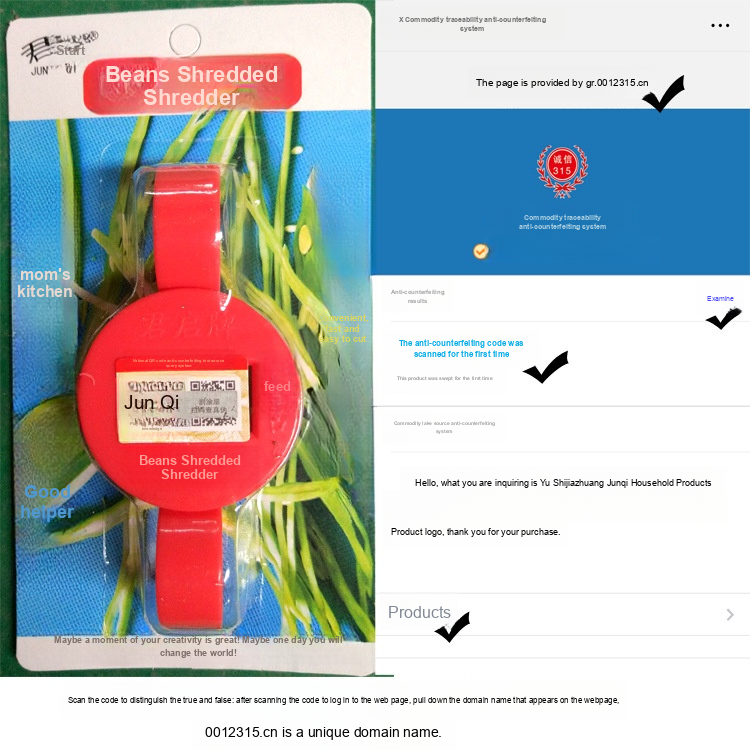 Start
JUN QI
Beans Shredded
Shredder
mom's
kitchen
feed
Jun Qi
刮涂层
Beans Shredded
Shredder
Good
helper
Maybe a moment of your creativity is great! Maybe one day you will
change the world!
X Commodity traceability anti-counterfeiting
system
The page is provided by gr.0012315.cn
诚信
315
Commodity traceability
anti-counterfeiting system
Anti-counterfeiting
results
Examine
The anti-counterfeiting code was
scanned for the first time
This product was swept for the first time
Commodity fake source anti-counterfeiting
system
Hello, what you are inquiring is Yu Shijiazhuang Junqi Household Products
Product logo, thank you for your purchase.
Products
Scan the code to distinguish the true and false: after scanning the code to log in to the web page, pull down the domain name that appears on the webpage,
0012315.cn is a unique domain name.